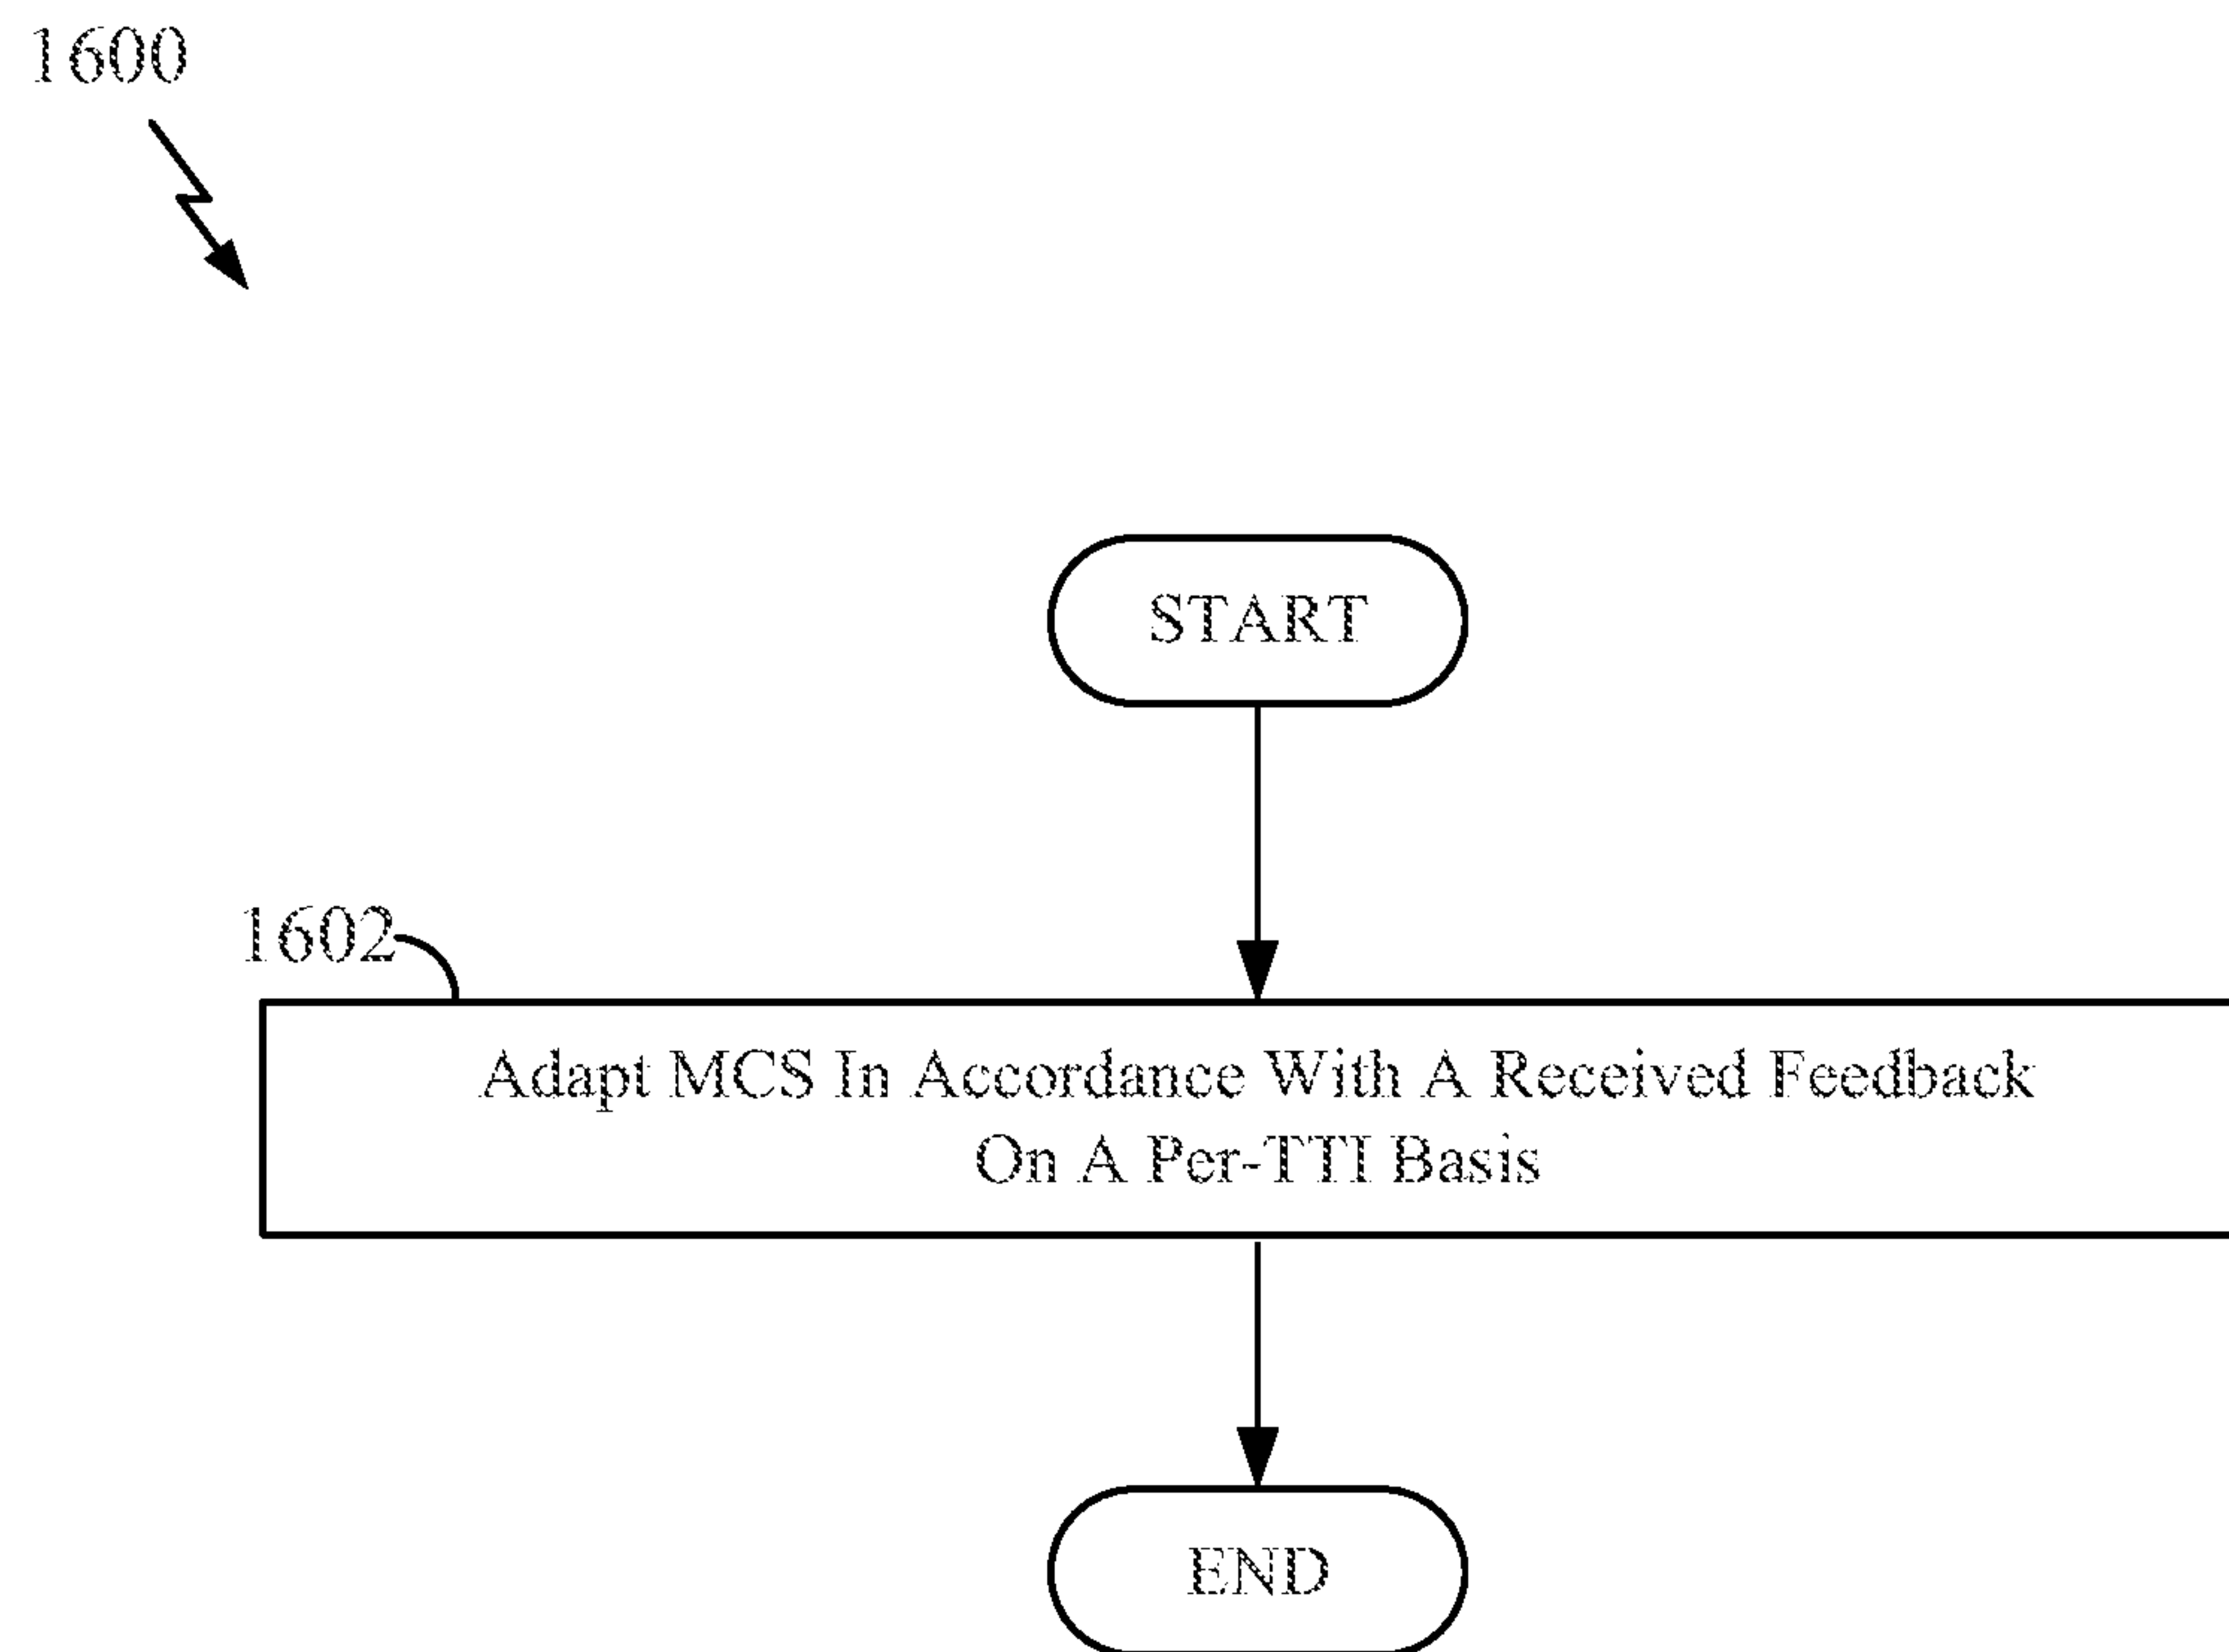 1600
START
1602
Adapt MCS In Accordance With A Received Feedback
On A Per-TTI Basis
END